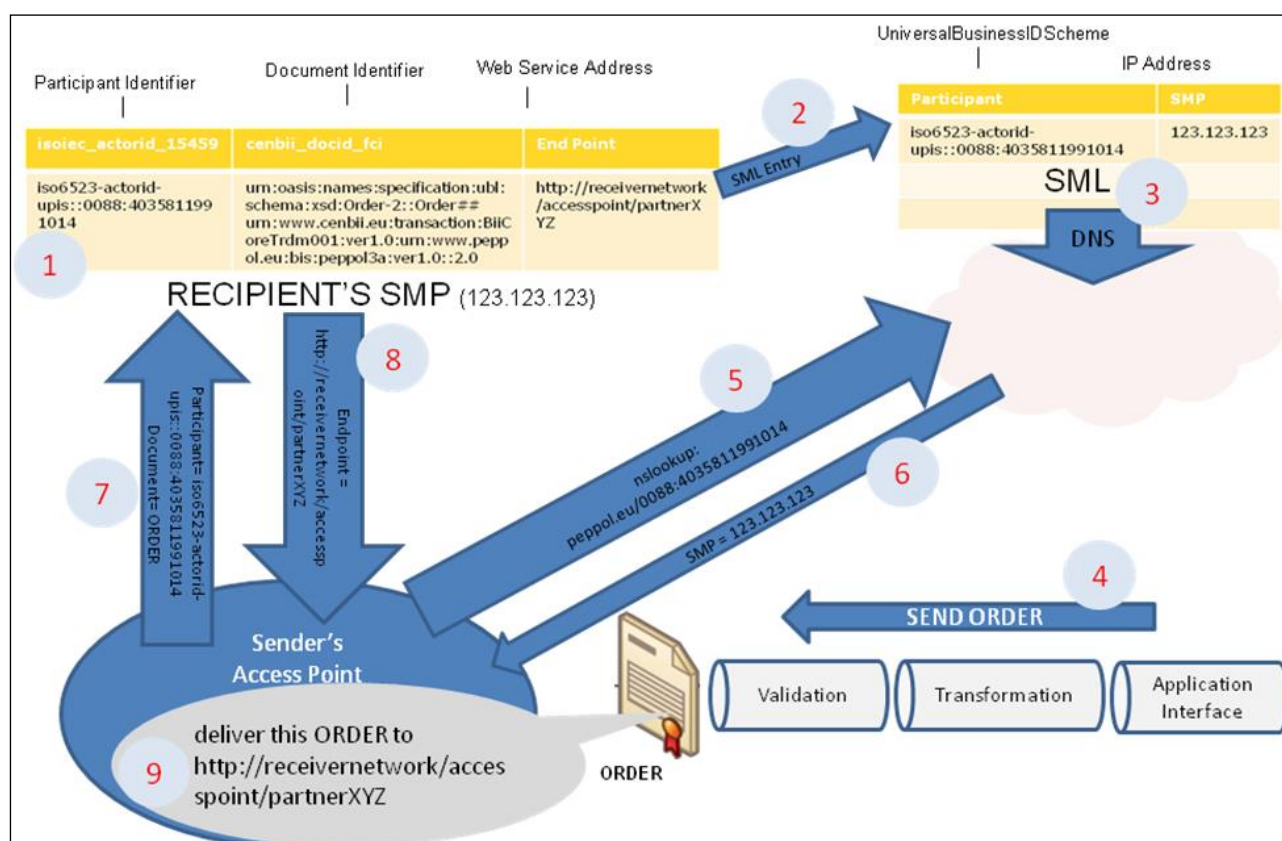 UniversalBusinessIDScheme
Participant Identifier
Document Identifier
Web Service Address
IP Address
isoiec_actorid_15459
cenbii_docid_fci
End Point
iso6523-actorid-
upis::0088:403581199
1014
urn:oasis:names:specification:ubl:
schema:xsd:Order-2::Order##
urn:www.cenbii.eu:transaction:BiiC
oreTrdm001:ver1.0:urn:www.pepp
ol.eu:bis:peppol3a:ver1.0::2.0
http://receivernetwork
/accesspoint/partnerX
YZ
1
RECIPIENT'S SMP (123.123.123)
2
SML Entry
Participant
SMP
iso6523-actorid-
upis::0088:4035811991014
123.123.123
SML
3
DNS
7
Participant= iso6523-actorid-
upis::0088:4035811991014
Document= ORDER
8
Endpoint =
http://receivernetwork/accessp
oint/partnerXYZ
5
nslookup:
peppol.eu/0088:4035811991014
6
SMP = 123.123.123
4
SEND ORDER
Validation
Transformation
Application
Interface
ORDER
Sender's
Access Point
9
deliver this ORDER to
http://receivernetwork/acces
spoint/partnerXYZ